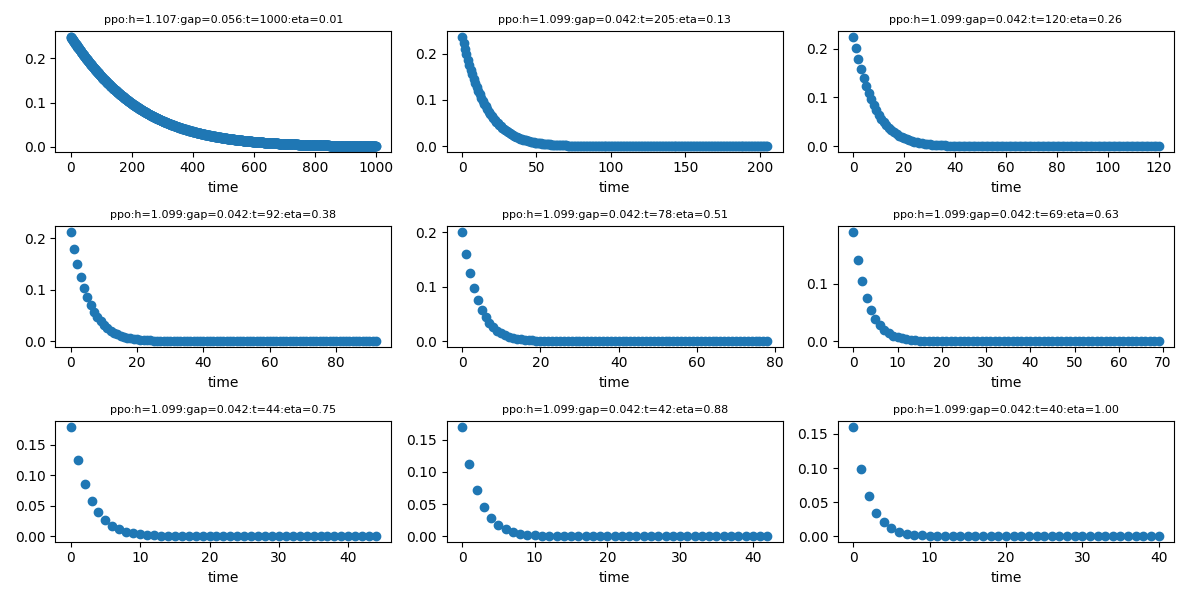 ppo:h=1.107:gap=0.056:t=1000:eta=0.01
0.2
0.1
0.0
0 200 400 600 800 1000
time
ppo:h=1.099:gap=0.042:t=205:eta=0.13
0.2
0.1
0.0
0 50 100 150 200
time
ppo:h=1.099:gap=0.042:t=120:eta=0.26
0.2
0.1
0.0
0 20 40 60 80 100 120
time
ppo:h=1.099:gap=0.042:t=92:eta=0.38
0.2
0.1
0.0
0 20 40 60 80
time
ppo:h=1.099:gap=0.042:t=78:eta=0.51
0.2
0.1
0.0
0 20 40 60 80
time
ppo:h=1.099:gap=0.042:t=69:eta=0.63
0.1
0.0
0 10 20 30 40 50 60 70
time
ppo:h=1.099:gap=0.042:t=44:eta=0.75
0.15
0.10
0.05
0.00
0 10 20 30 40
time
ppo:h=1.099:gap=0.042:t=42:eta=0.88
0.15
0.10
0.05
0.00
0 10 20 30 40
time
ppo:h=1.099:gap=0.042:t=40:eta=1.00
0.15
0.10
0.05
0.00
0 10 20 30 40
time